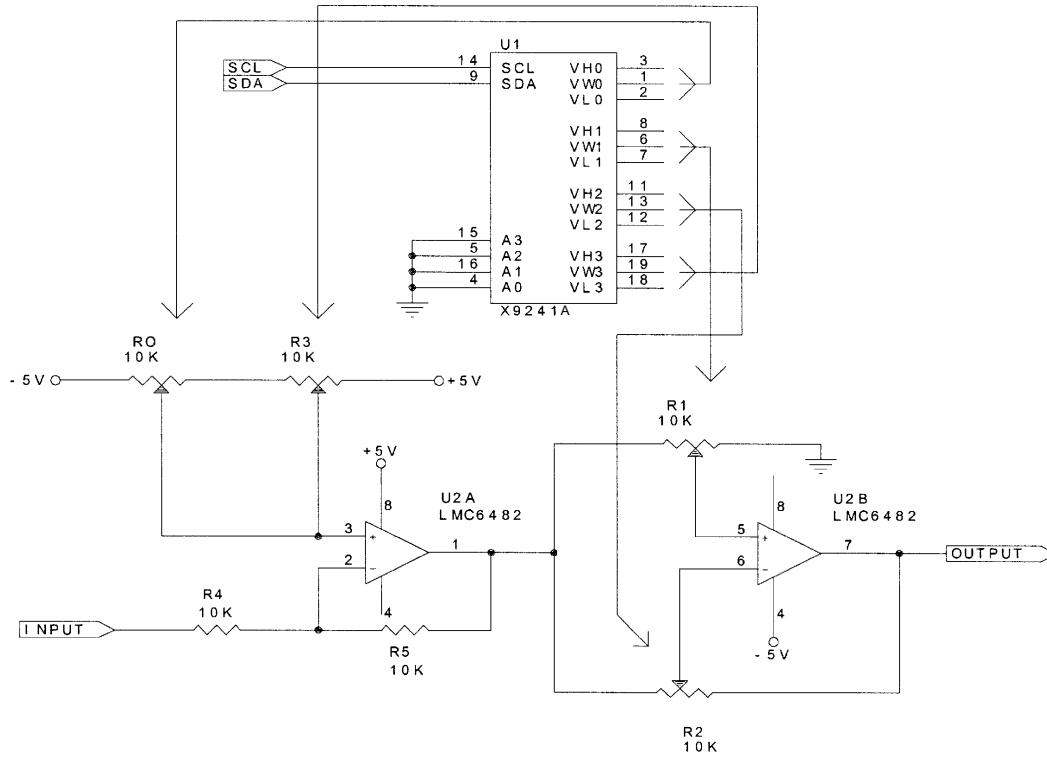 U1
SCL
14
SCL
SDA
9
SDA
VH0
3
VW0
1
VL0
2
VH1
8
VW1
6
VL1
7
VH2
11
VW2
13
VL2
12
VH3
17
VW3
19
VL3
18
15
A3
5
A2
16
A1
4
A0
X9241A
R0
10K
R3
10K
-5V
+5V
R1
10K
+5V
8
U2A
LMC6482
3
+
2
-
1
4
8
U2B
LMC6482
5
+
6
-
7
4
-5V
OUTPUT
INPUT
R4
10K
R5
10K
R2
10K